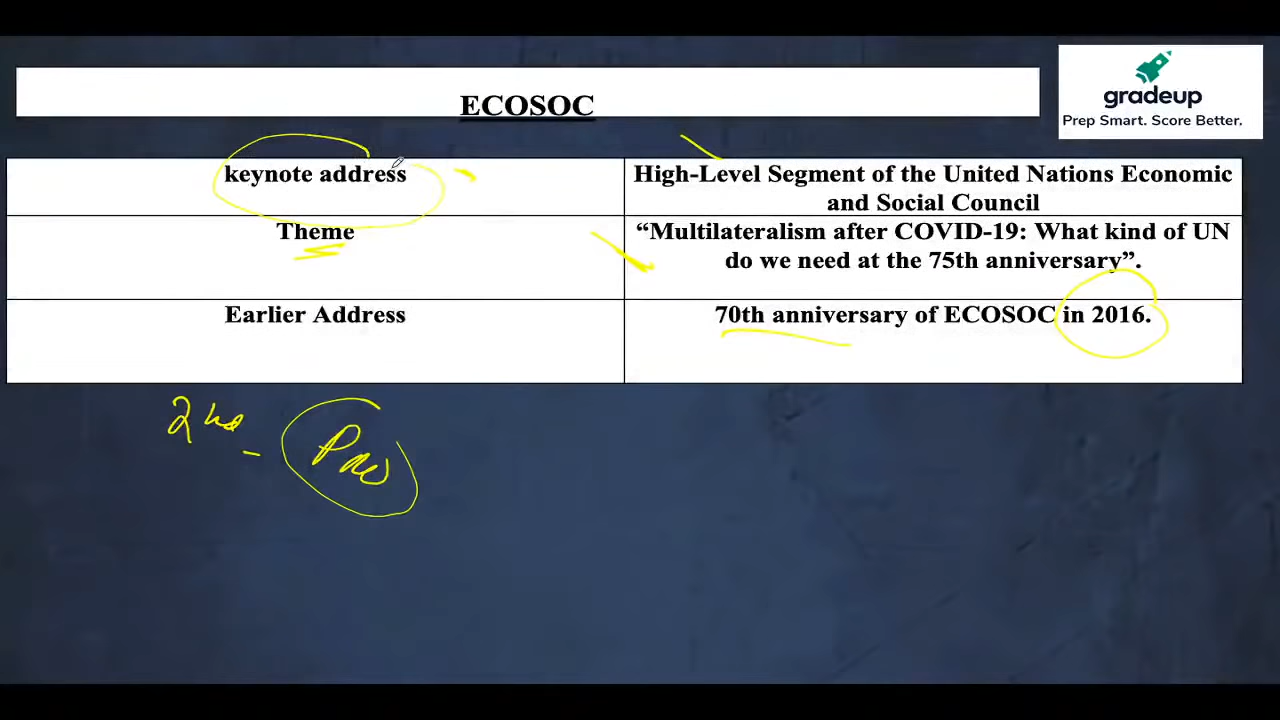 gradeup
Prep Smart. Score Better.
ECOSOC
keynote address
High-Level Segment of the United Nations Economic
and Social Council
Theme
“Multilateralism after COVID-19: What kind of UN
do we need at the 75th anniversary”.
Earlier Address
70th anniversary of ECOSOC in 2016.
2nd